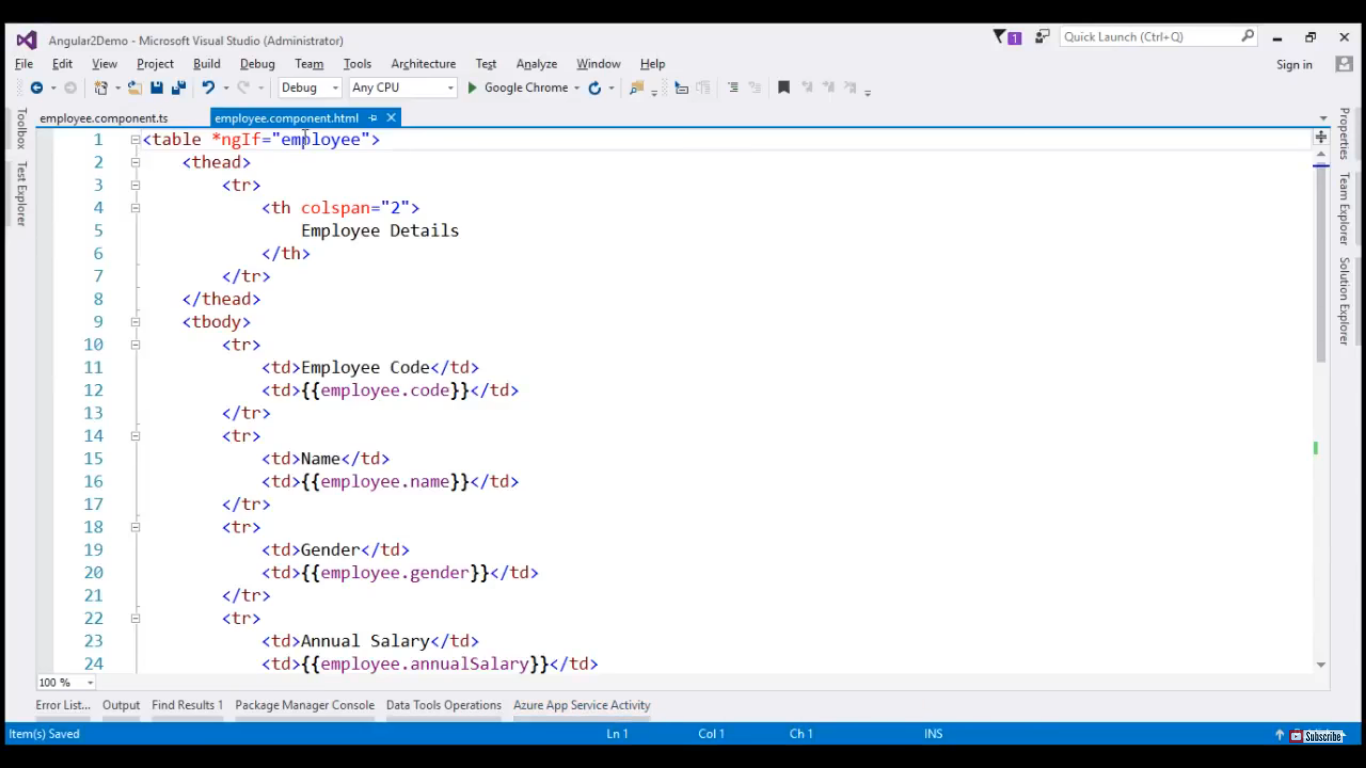 Angular2Demo - Microsoft Visual Studio (Administrator)
1
Quick Launch (Ctrl+Q)
File Edit View Project Build Debug Team Tools Architecture Test Analyze Window Help
Sign in
Debug Any CPU Google Chrome
Toolbox
Test Explorer
employee.component.ts employee.component.html
1 <table *ngIf="employee">
2 <thead>
3 <tr>
4 <th colspan="2">
5 Employee Details
6 </th>
7 </tr>
8 </thead>
9 <tbody>
10 <tr>
11 <td>Employee Code</td>
12 <td>{{employee.code}}</td>
13 </tr>
14 <tr>
15 <td>Name</td>
16 <td>{{employee.name}}</td>
17 </tr>
18 <tr>
19 <td>Gender</td>
20 <td>{{employee.gender}}</td>
21 </tr>
22 <tr>
23 <td>Annual Salary</td>
24 <td>{{employee.annualSalary}}</td>
Properties
Team Explorer
Solution Explorer
100 %
Error List... Output Find Results 1 Package Manager Console Data Tools Operations Azure App Service Activity
Item(s) Saved Ln 1 Col 1 Ch 1 INS
Subscribe